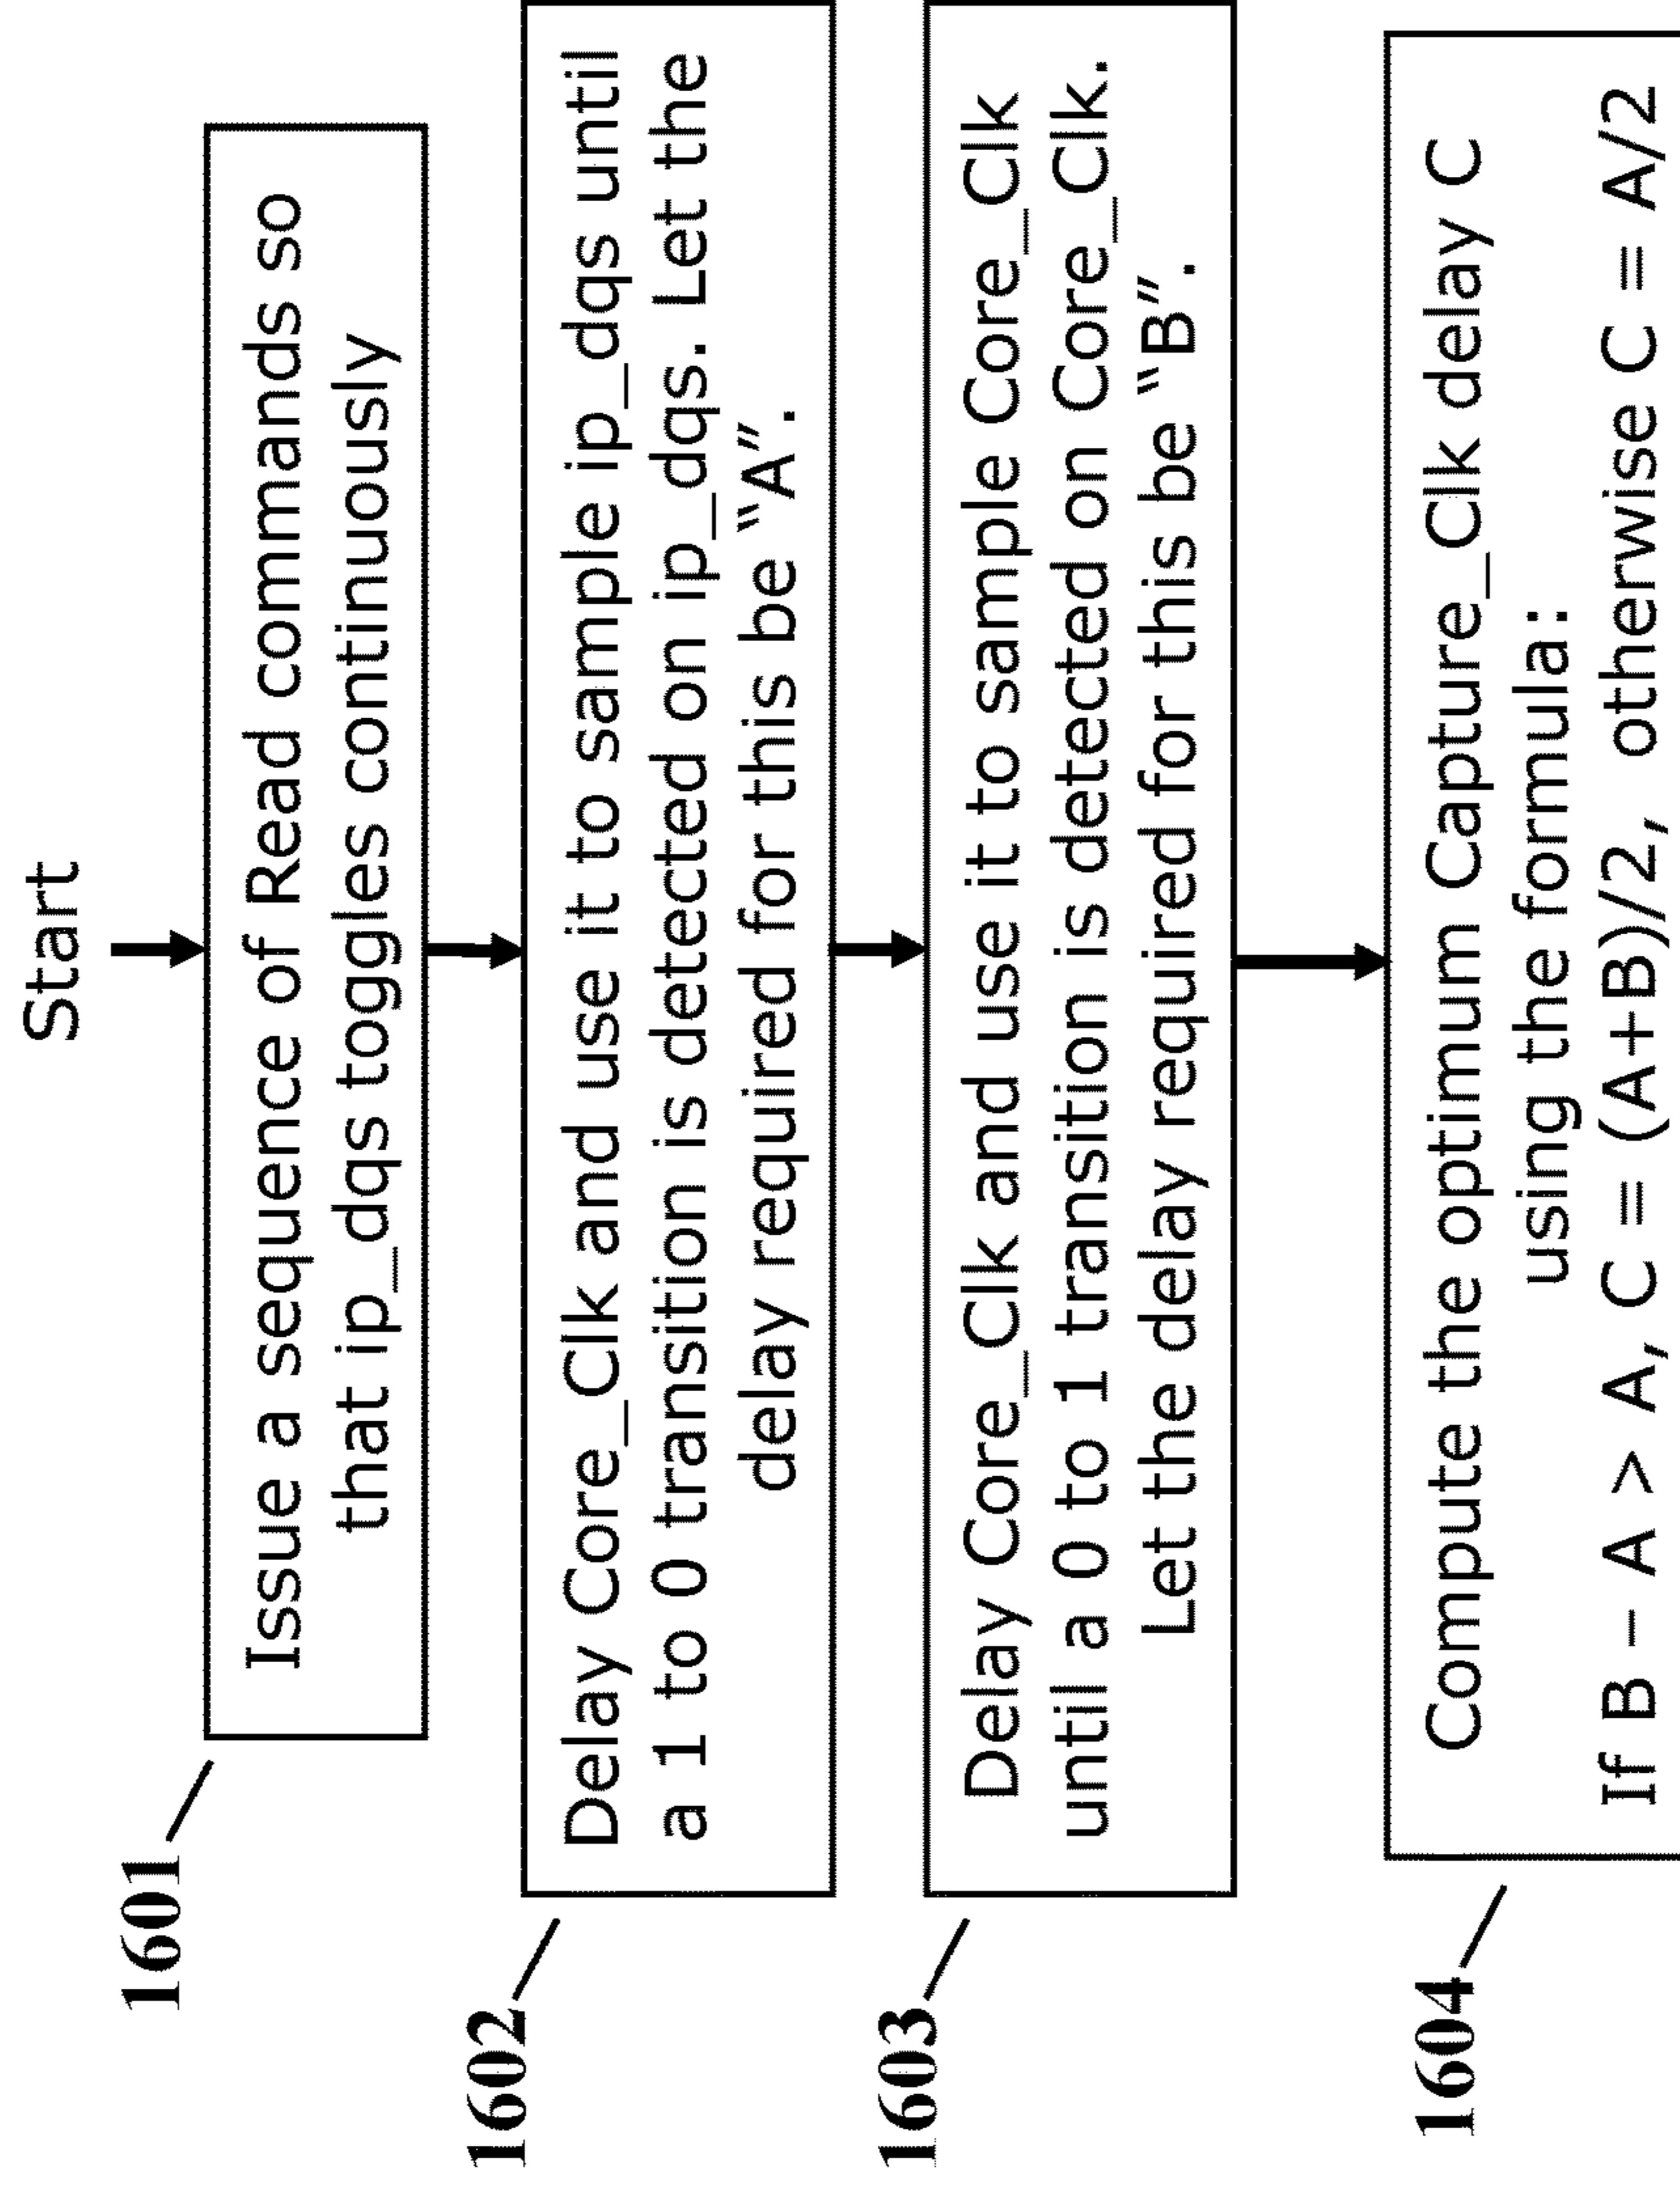 Start
1601
Issue a sequence of Read commands so
that ip_dqs toggles continuously
1602
Delay Core_Clk and use it to sample ip_dqs until
a 1 to 0 transition is detected on ip_dqs. Let the
delay required for this be “A”.
1603
Delay Core_Clk and use it to sample Core_Clk
until a 0 to 1 transition is detected on Core_Clk.
Let the delay required for this be “B”.
1604
Compute the optimum Capture_Clk delay C
using the formula:
If B – A > A, C = (A+B)/2, otherwise C = A/2